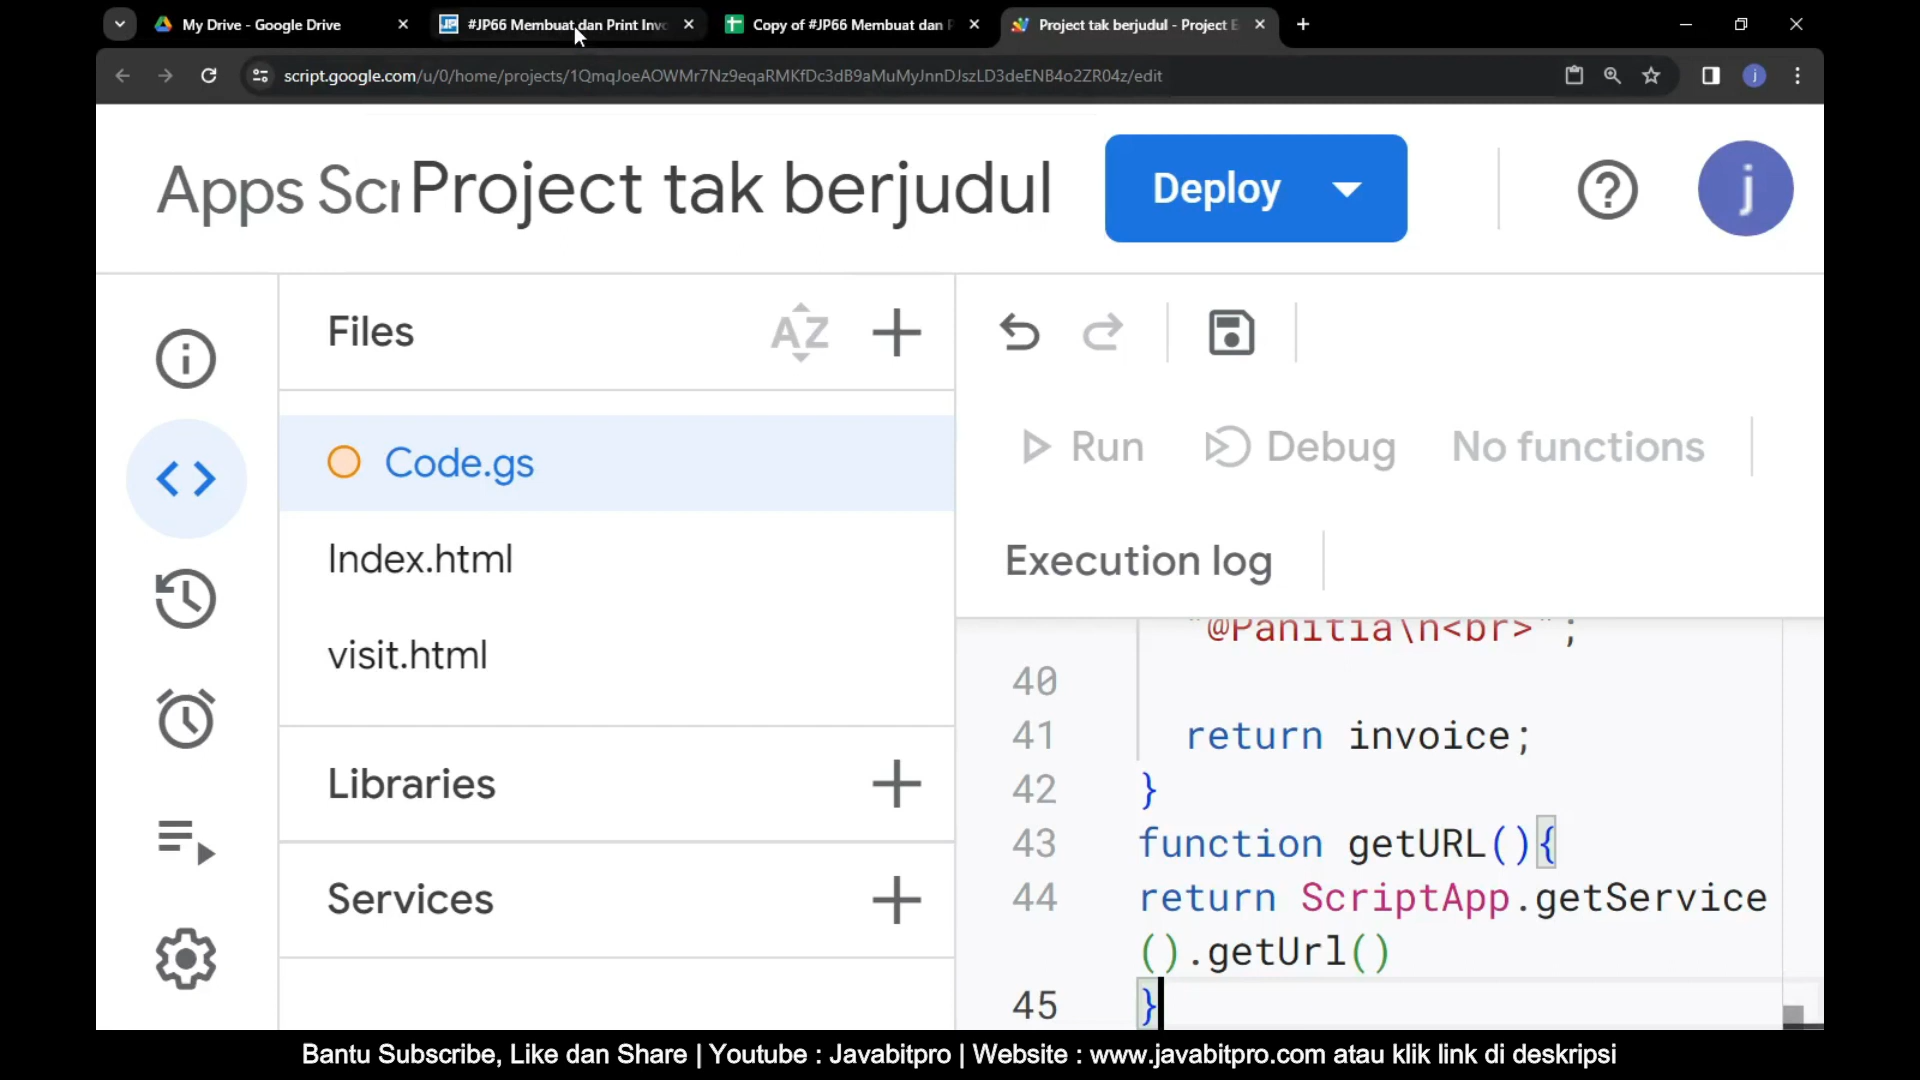 My Drive - Google Drive
#JP66 Membuat dan Print Invo
Copy of #JP66 Membuat dan P
Project tak berjudul - Project E
script.google.com/u/0/home/projects/1QmqJoeAOWMr7Nz9eqaRMKfDc3dB9aMuMyJnnDJszLD3deENB4o2ZR04z/edit
j
Apps Scr
Project tak berjudul
Deploy
j
Files
AZ
Code.gs
Index.html
visit.html
Libraries
Services
Run
Debug
No functions
Execution log
"@Panitia\n<br>";
40
41 return invoice;
42 }
43 function getURL(){
44 return ScriptApp.getService
().getUrl()
45 }
Bantu Subscribe, Like dan Share | Youtube : Javabitpro | Website : www.javabitpro.com atau klik link di deskripsi